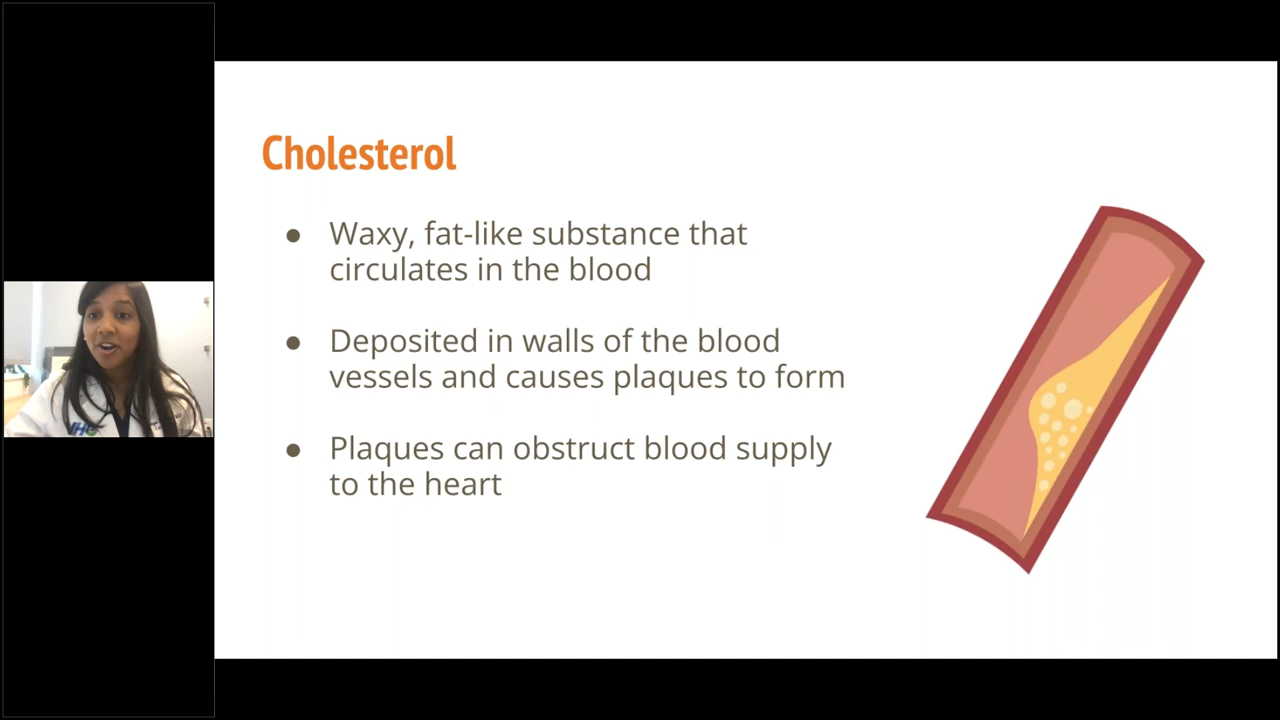 Cholesterol
● Waxy, fat-like substance that
circulates in the blood
● Deposited in walls of the blood
vessels and causes plaques to form
● Plaques can obstruct blood supply
to the heart